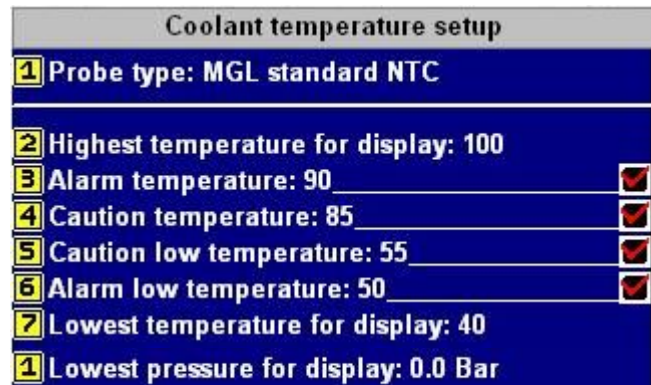 Coolant temperature setup
1 Probe type: MGL standard NTC
2 Highest temperature for display: 100
3 Alarm temperature: 90
4 Caution temperature: 85
5 Caution low temperature: 55
6 Alarm low temperature: 50
7 Lowest temperature for display: 40
1 Lowest pressure for display: 0.0 Bar